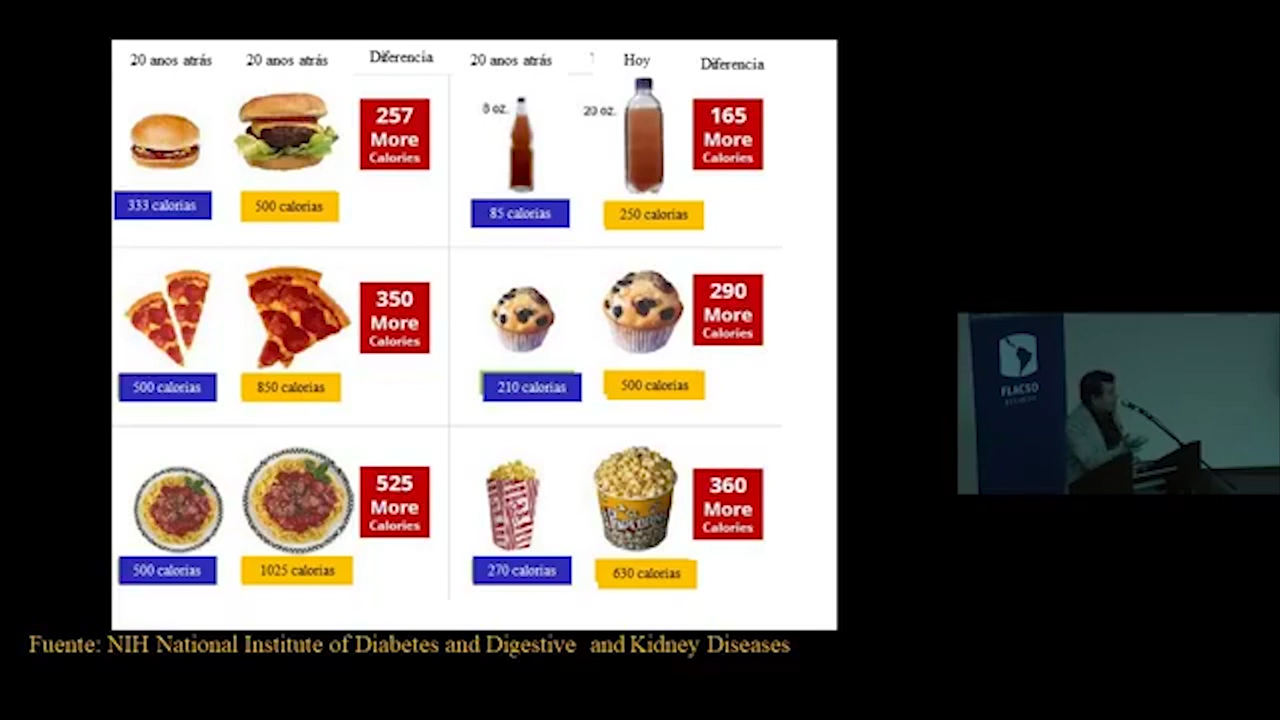 20 anos atrás
20 anos atrás
Diferencia
20 anos atrás
Hoy
Diferencia
257
More
Calories
333 calorias
500 calorias
8 oz.
20 oz.
165
More
Calories
85 calorias
250 calorias
350
More
Calories
500 calorias
850 calorias
290
More
Calories
210 calorias
500 calorias
525
More
Calories
500 calorias
1025 calorias
360
More
Calories
270 calorias
630 calorias
Fuente: NIH National Institute of Diabetes and Digestive and Kidney Diseases
FLACSO